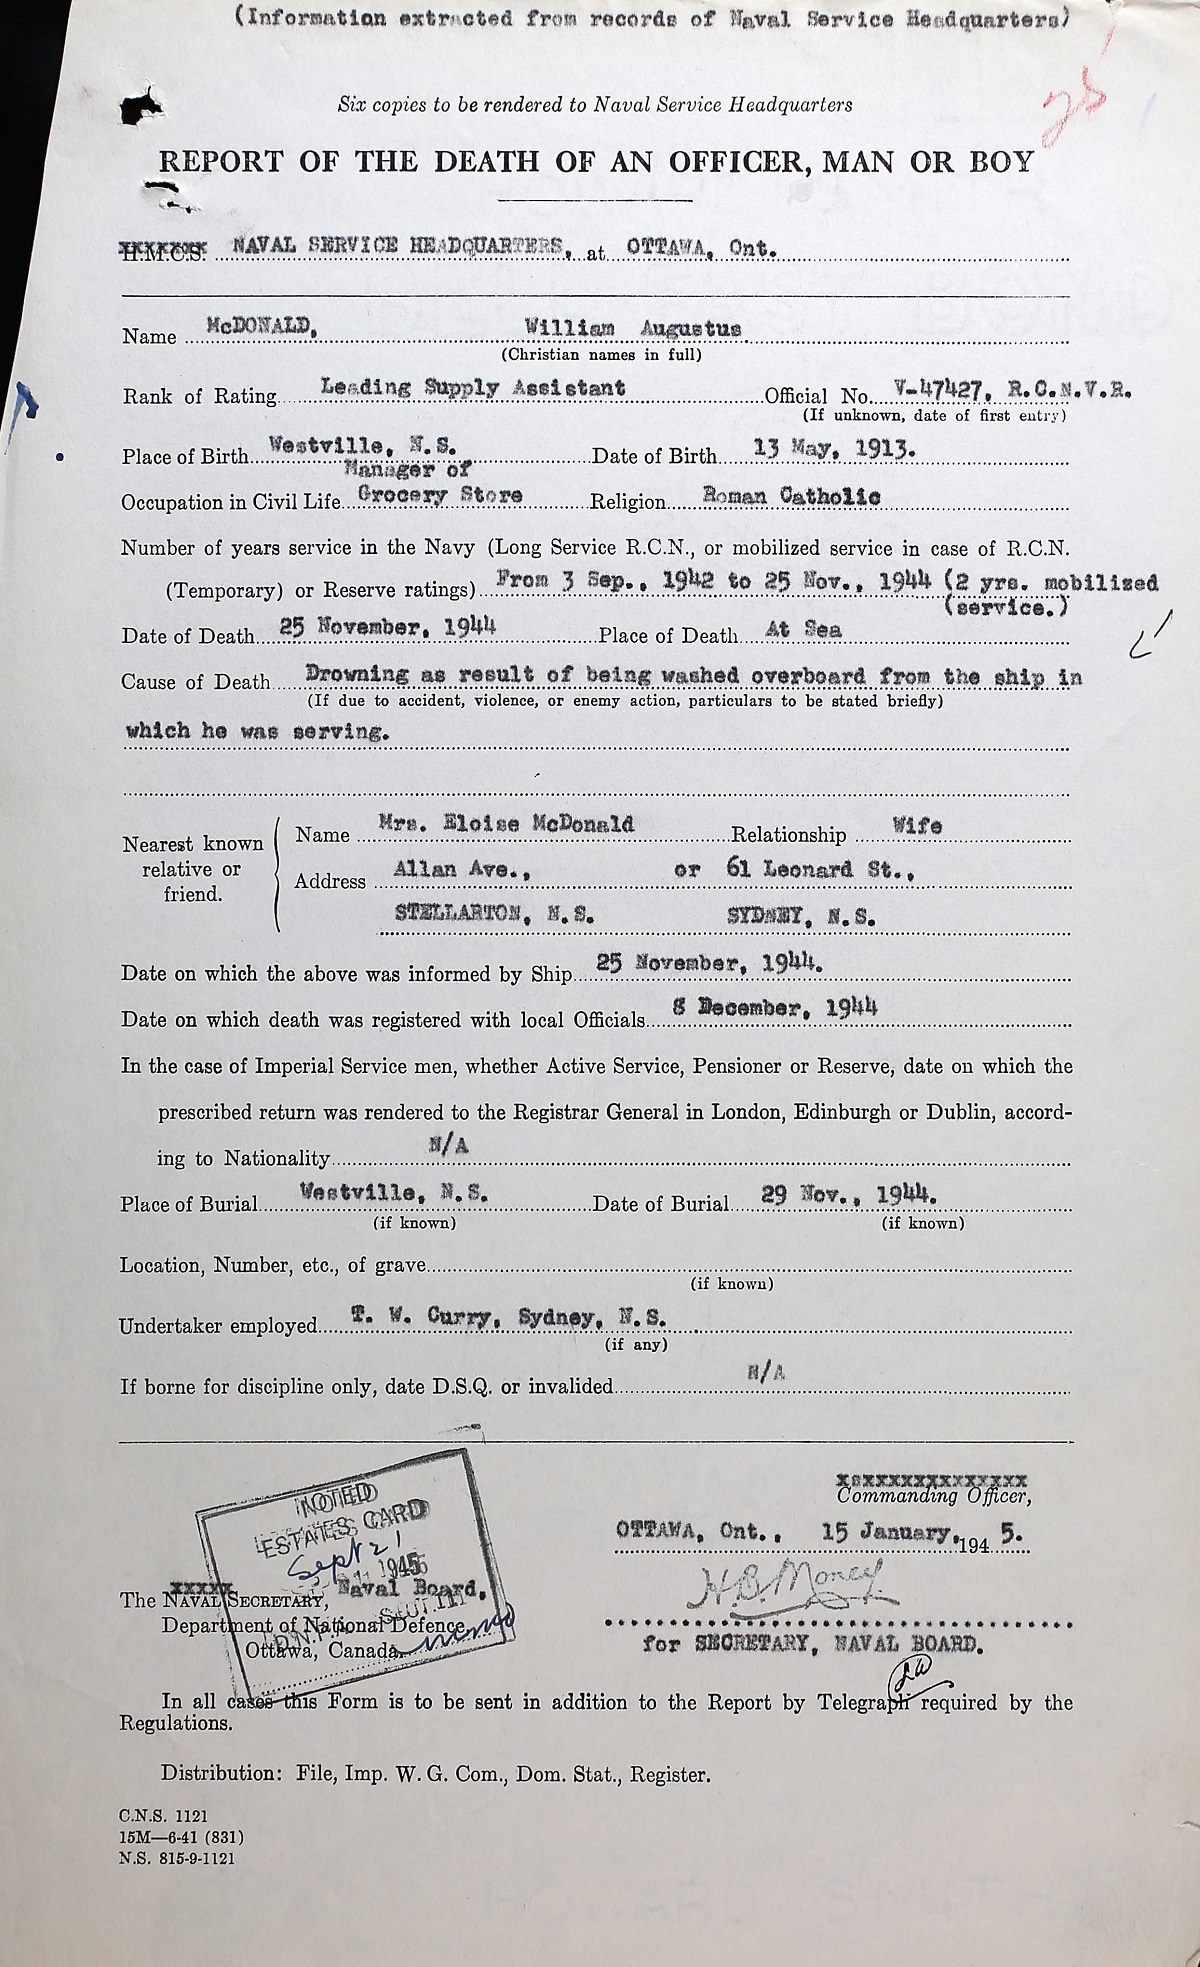 (Information extracted from records of Naval Service Headquarters)
28
Six copies to be rendered to Naval Service Headquarters
REPORT OF THE DEATH OF AN OFFICER, MAN OR BOY
H.M.C.S. NAVAL SERVICE HEADQUARTERS, at OTTAWA, Ont.
Name McDONALD, William Augustus
(Christian names in full)
Rank of Rating Leading Supply Assistant Official No. V-47427, R.C.N.V.R.
(If unknown, date of first entry)
Place of Birth Westville, N.S. Date of Birth 13 May, 1913.
Manager of
Occupation in Civil Life Grocery Store Religion Roman Catholic
Number of years service in the Navy (Long Service R.C.N., or mobilized service in case of R.C.N.
(Temporary) or Reserve ratings) From 3 Sep., 1942 to 25 Nov., 1944 (2 yrs. mobilized
(service.)
Date of Death 25 November, 1944 Place of Death At Sea
Cause of Death Drowning as result of being washed overboard from the ship in
(If due to accident, violence, or enemy action, particulars to be stated briefly)
which he was serving.
Nearest known relative or friend.
Name Mrs. Eloise McDonald Relationship Wife
Address Allan Ave., or 61 Leonard St.,
STELLARTON, N.S. SYDNEY, N.S.
Date on which the above was informed by Ship 25 November, 1944.
Date on which death was registered with local Officials 8 December, 1944
In the case of Imperial Service men, whether Active Service, Pensioner or Reserve, date on which the
prescribed return was rendered to the Registrar General in London, Edinburgh or Dublin, accord-
ing to Nationality N/A
Place of Burial Westville, N.S. Date of Burial 29 Nov., 1944.
(if known) (if known)
Location, Number, etc., of grave
(if known)
Undertaker employed T. W. Curry, Sydney, N.S.
(if any)
If borne for discipline only, date D.S.Q. or invalided N/A
NOTED
ESTATES CARD
Sept 21
1945
xxxxxxxxxxxxxxxx
Commanding Officer,
OTTAWA, Ont., 15 January, 1945.
H.B. Money
for SECRETARY, NAVAL BOARD.
The NAVAL SECRETARY, Naval Board,
Department of National Defence,
Ottawa, Canada.
In all cases this Form is to be sent in addition to the Report by Telegraph required by the
Regulations.
Distribution: File, Imp. W. G. Com., Dom. Stat., Register.
C.N.S. 1121
15M—6-41 (831)
N.S. 815-9-1121